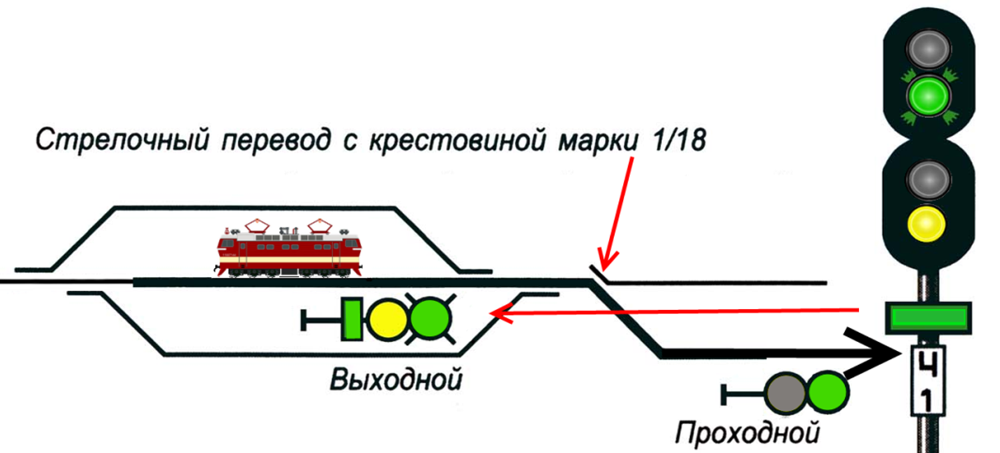 Стрелочный перевод с крестовиной марки 1/18
Ч
1
Выходной
Проходной